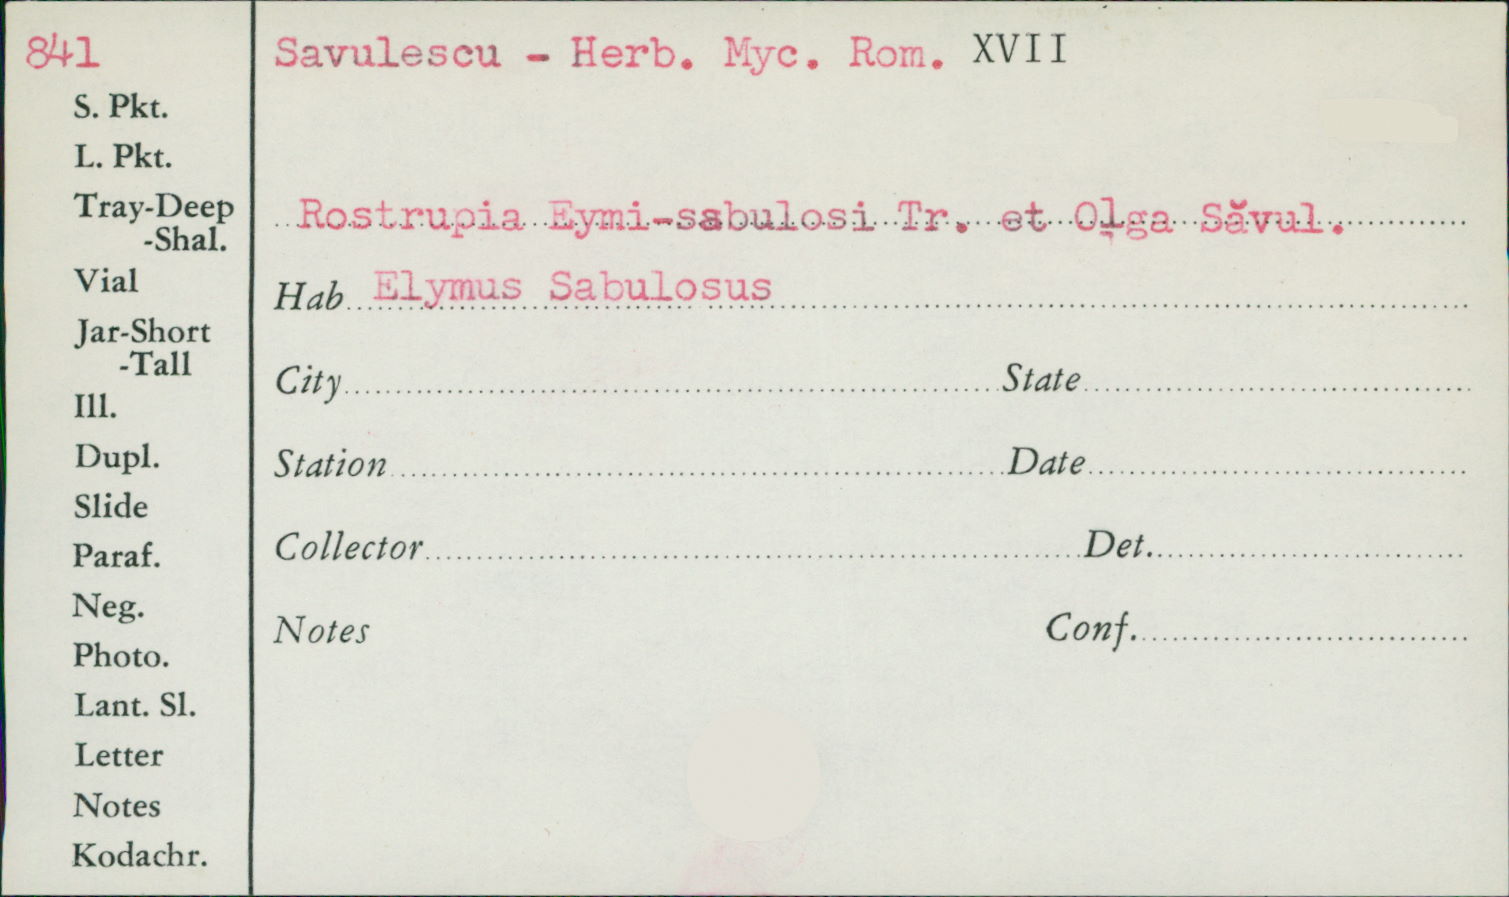 841
Savulescu - Herb. Myc. Rom. XVII
S. Pkt.
L. Pkt.
Tray-Deep
-Shal.
Vial
Jar-Short
-Tall
Ill.
Dupl.
Slide
Paraf.
Neg.
Photo.
Lant. Sl.
Letter
Notes
Kodachr.
Rostrupia Eymi-sabulosi Tr. et Olga Săvul.
Hab Elymus Sabulosus
City State
Station Date
Collector Det.
Notes Conf.